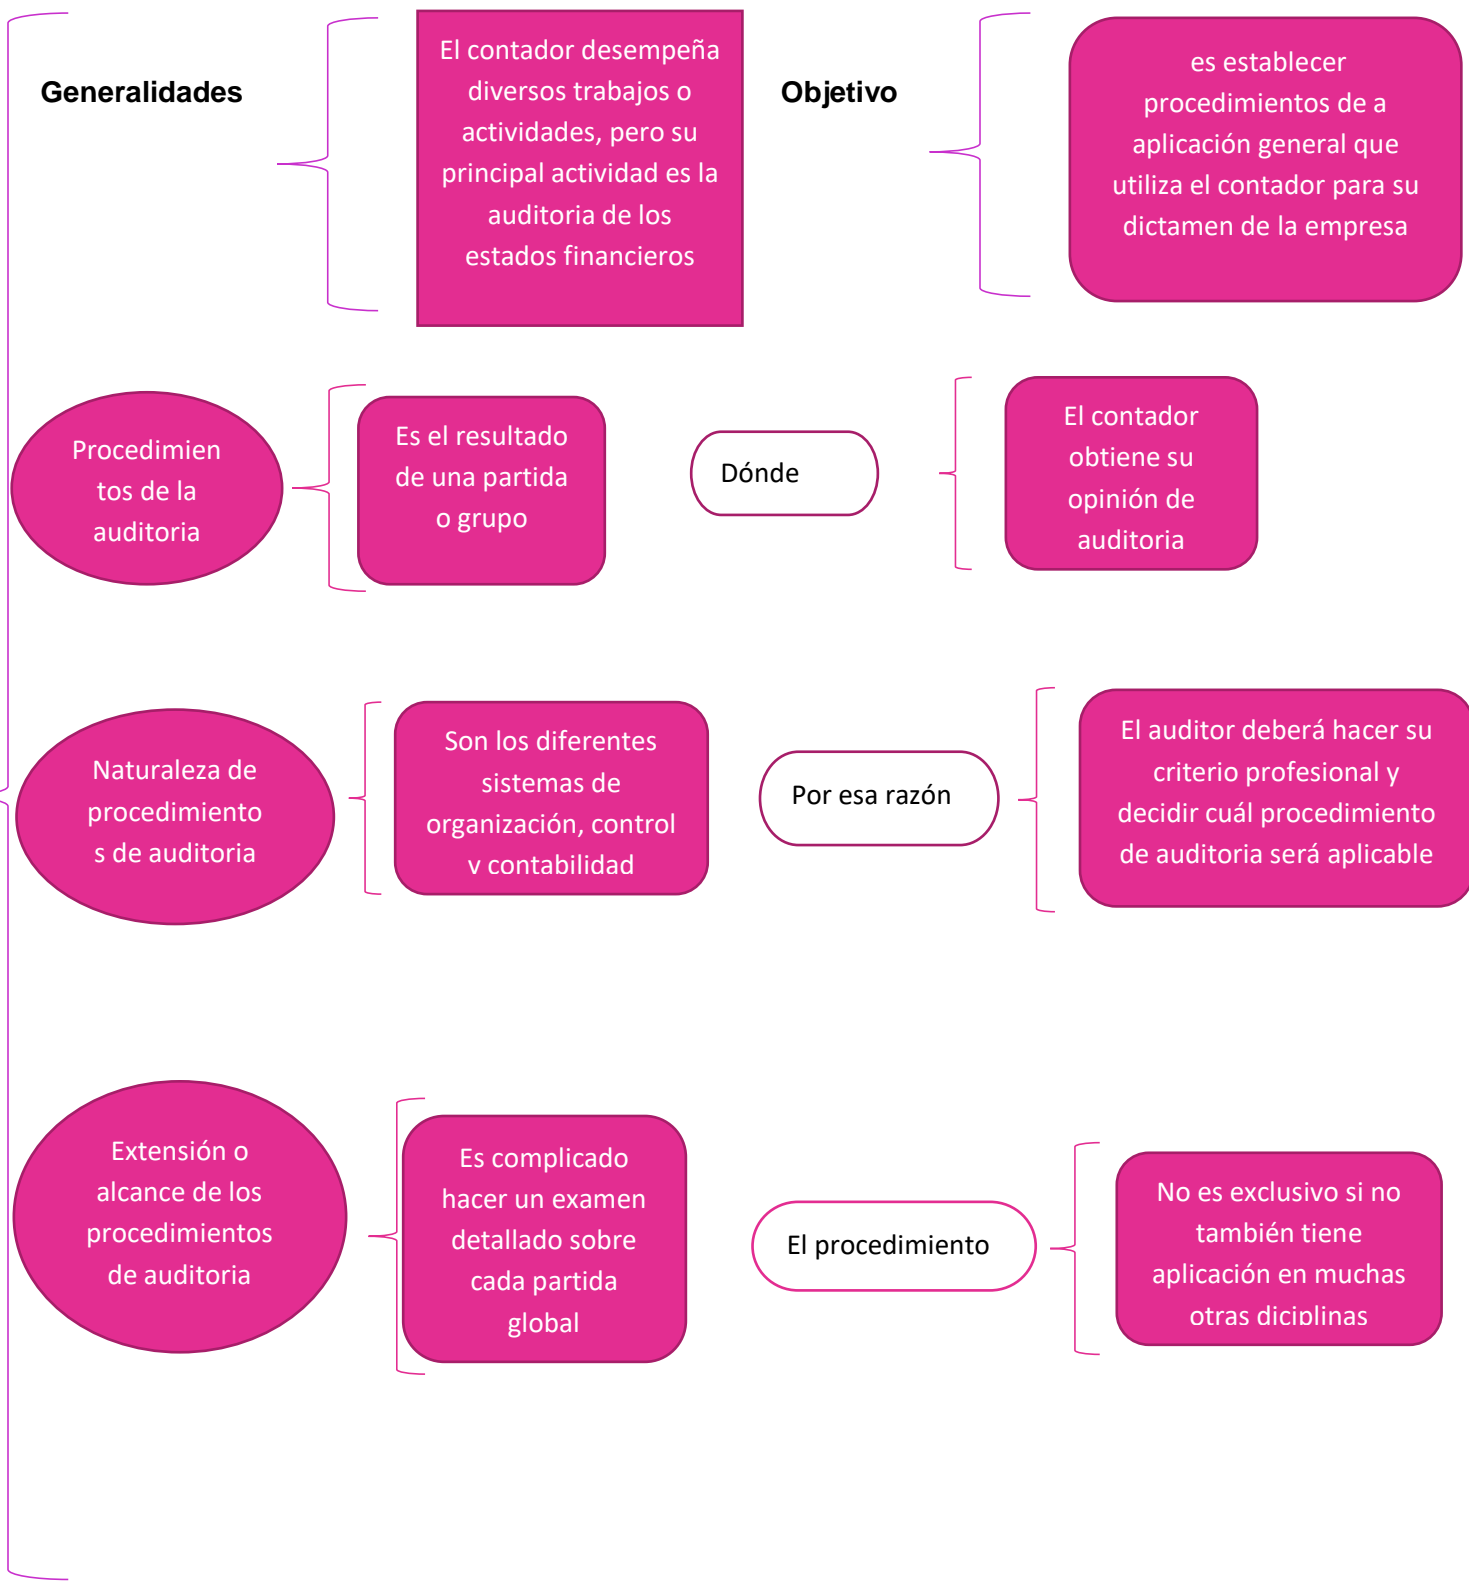 Generalidades
El contador desempeña
diversos trabajos o
actividades, pero su
principal actividad es la
auditoria de los
estados financieros
Objetivo
es establecer
procedimientos de a
aplicación general que
utiliza el contador para su
dictamen de la empresa
Procedimien
tos de la
auditoria
Es el resultado
de una partida
o grupo
Dónde
El contador
obtiene su
opinión de
auditoria
Naturaleza de
procedimiento
s de auditoria
Son los diferentes
sistemas de
organización, control
y contabilidad
Por esa razón
El auditor deberá hacer su
criterio profesional y
decidir cuál procedimiento
de auditoria será aplicable
Extensión o
alcance de los
procedimientos
de auditoria
Es complicado
hacer un examen
detallado sobre
cada partida
global
El procedimiento
No es exclusivo si no
también tiene
aplicación en muchas
otras diciplinas